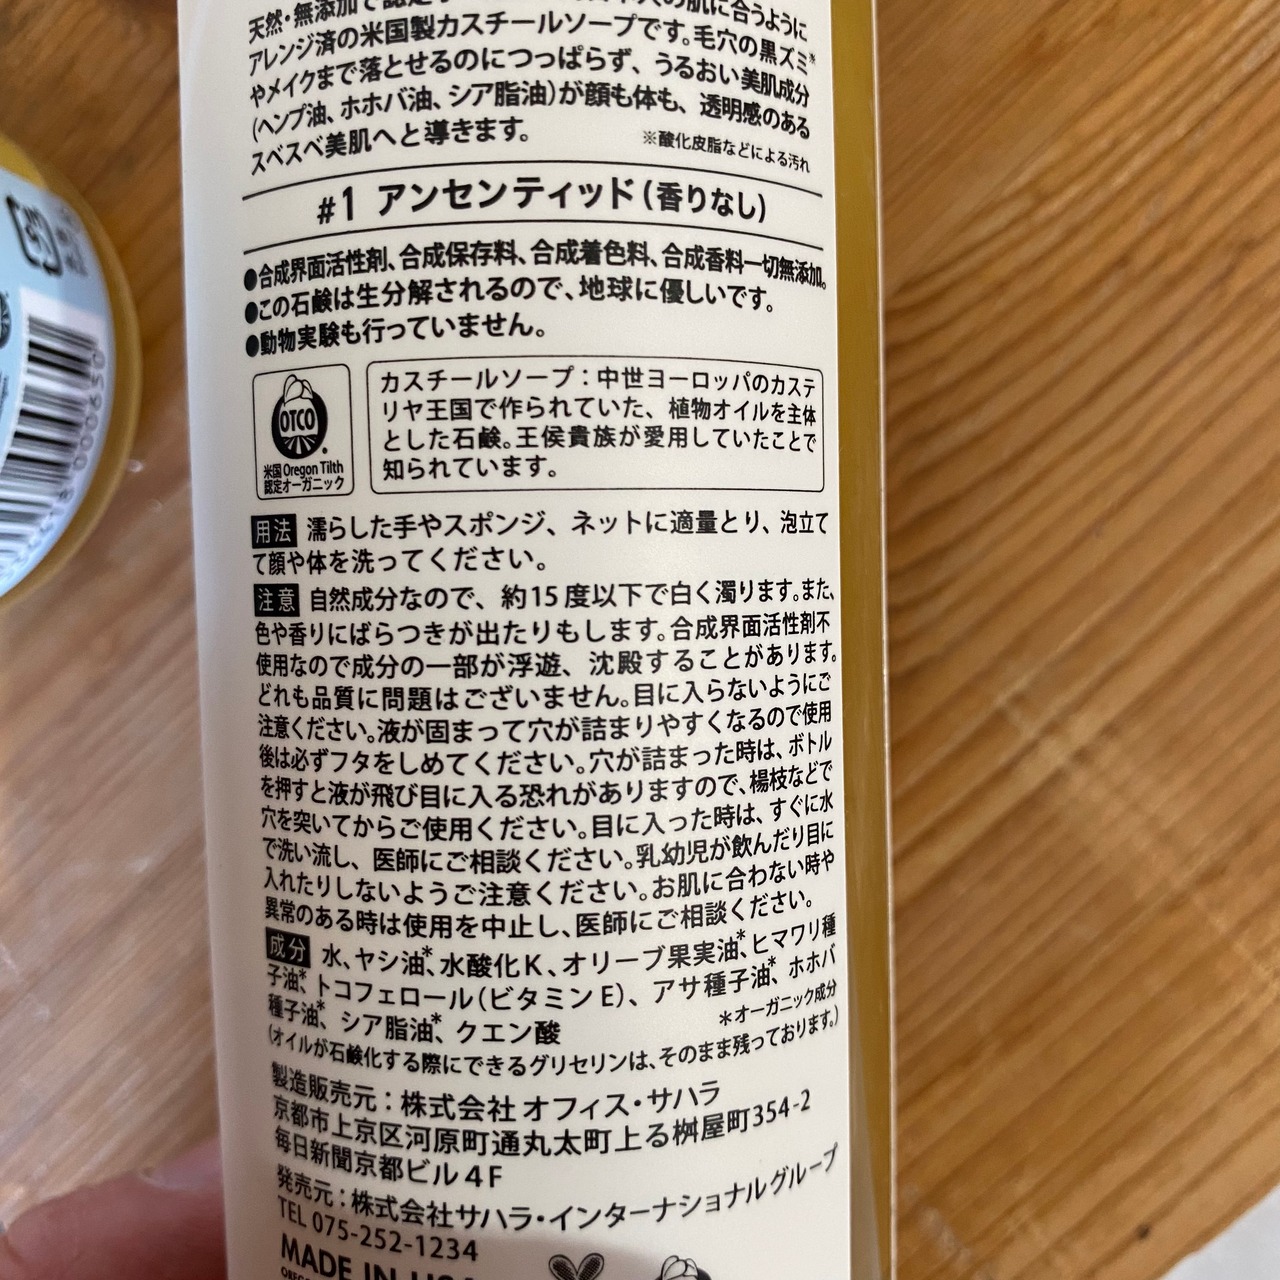 天然・無添加で認定
の肌に合うように
アレンジ済の米国製カスチールソープです。毛穴の黒ズミ※
やメイクまで落とせるのにつっぱらず、うるおい美肌成分
(ヘンプ油、ホホバ油、シア脂油)が顔も体も、透明感のある
スベスベ美肌へと導きます。
※酸化皮脂などによる汚れ
#1 アンセンティッド(香りなし)
●合成界面活性剤、合成保存料、合成着色料、合成香料一切無添加。
●この石鹸は生分解されるので、地球に優しいです。
●動物実験も行っていません。
OTCO
米国 Oregon Tilth
認定オーガニック
カスチールソープ：中世ヨーロッパのカステ
リヤ王国で作られていた、植物オイルを主体
とした石鹸。王侯貴族が愛用していたことで
知られています。
用法 濡らした手やスポンジ、ネットに適量とり、泡立て
て顔や体を洗ってください。
注意 自然成分なので、約15度以下で白く濁ります。また、
色や香りにばらつきが出たりもします。合成界面活性剤不
使用なので成分の一部が浮遊、沈殿することがあります。
どれも品質に問題はございません。目に入らないようにご
注意ください。液が固まって穴が詰まりやすくなるので使用
後は必ずフタをしめてください。穴が詰まった時は、ボトル
を押すと液が飛び目に入る恐れがありますので、楊枝などで
穴を突いてからご使用ください。目に入った時は、すぐに水
で洗い流し、医師にご相談ください。乳幼児が飲んだり目に
入れたりしないようご注意ください。お肌に合わない時や
異常のある時は使用を中止し、医師にご相談ください。
成分 水、ヤシ油*、水酸化K、オリーブ果実油*、ヒマワリ種
子油*、トコフェロール(ビタミンE)、アサ種子油*、ホホバ
種子油*、シア脂油*、クエン酸
＊オーガニック成分
(オイルが石鹸化する際にできるグリセリンは、そのまま残っております。)
製造販売元：株式会社 オフィス・サハラ
京都市上京区河原町通丸太町上る桝屋町354-2
毎日新聞京都ビル4F
発売元：株式会社サハラ・インターナショナルグループ
TEL 075-252-1234
MADE IN USA
000650